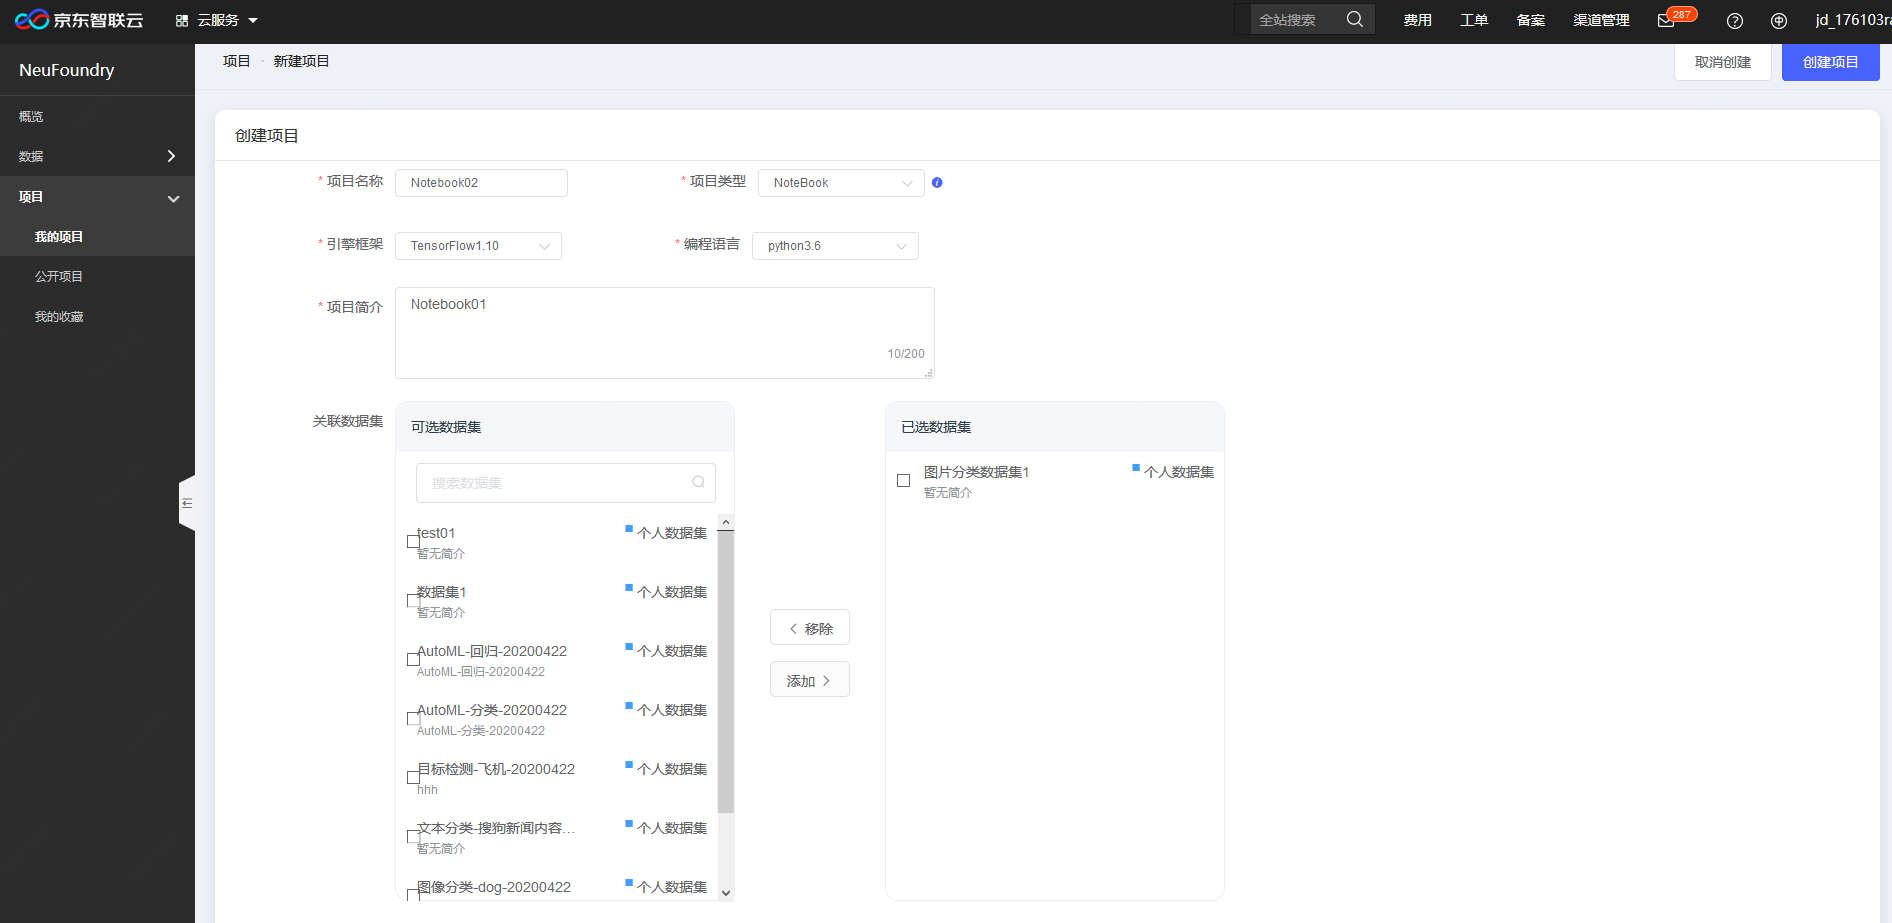 京东智联云
云服务
全站搜索
费用
工单
备案
渠道管理
287
jd_176103r
NeuFoundry
概览
数据
项目
我的项目
公开项目
我的收藏
项目 - 新建项目
取消创建
创建项目
创建项目
* 项目名称
Notebook02
* 项目类型
NoteBook
* 引擎框架
TensorFlow1.10
* 编程语言
python3.6
* 项目简介
Notebook01
10/200
关联数据集
可选数据集
搜索数据集
test01
个人数据集
暂无简介
数据集1
个人数据集
暂无简介
AutoML-回归-20200422
个人数据集
AutoML-回归-20200422
AutoML-分类-20200422
个人数据集
AutoML-分类-20200422
目标检测-飞机-20200422
个人数据集
hhh
文本分类-搜狗新闻内容...
个人数据集
暂无简介
图像分类-dog-20200422
个人数据集
移除
添加
已选数据集
图片分类数据集1
个人数据集
暂无简介